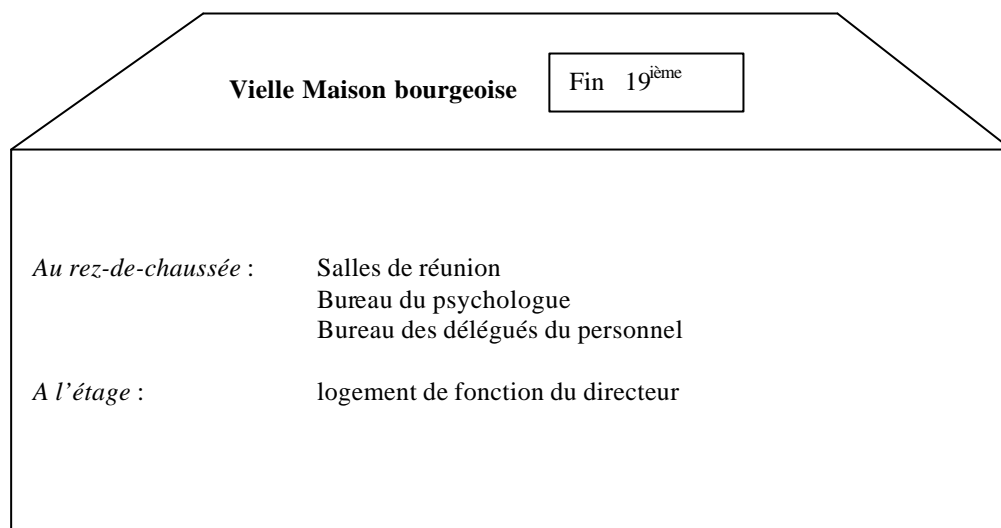 Vielle Maison bourgeoise Fin 19ième
Au rez-de-chaussée : Salles de réunion
Bureau du psychologue
Bureau des délégués du personnel
A l'étage : logement de fonction du directeur